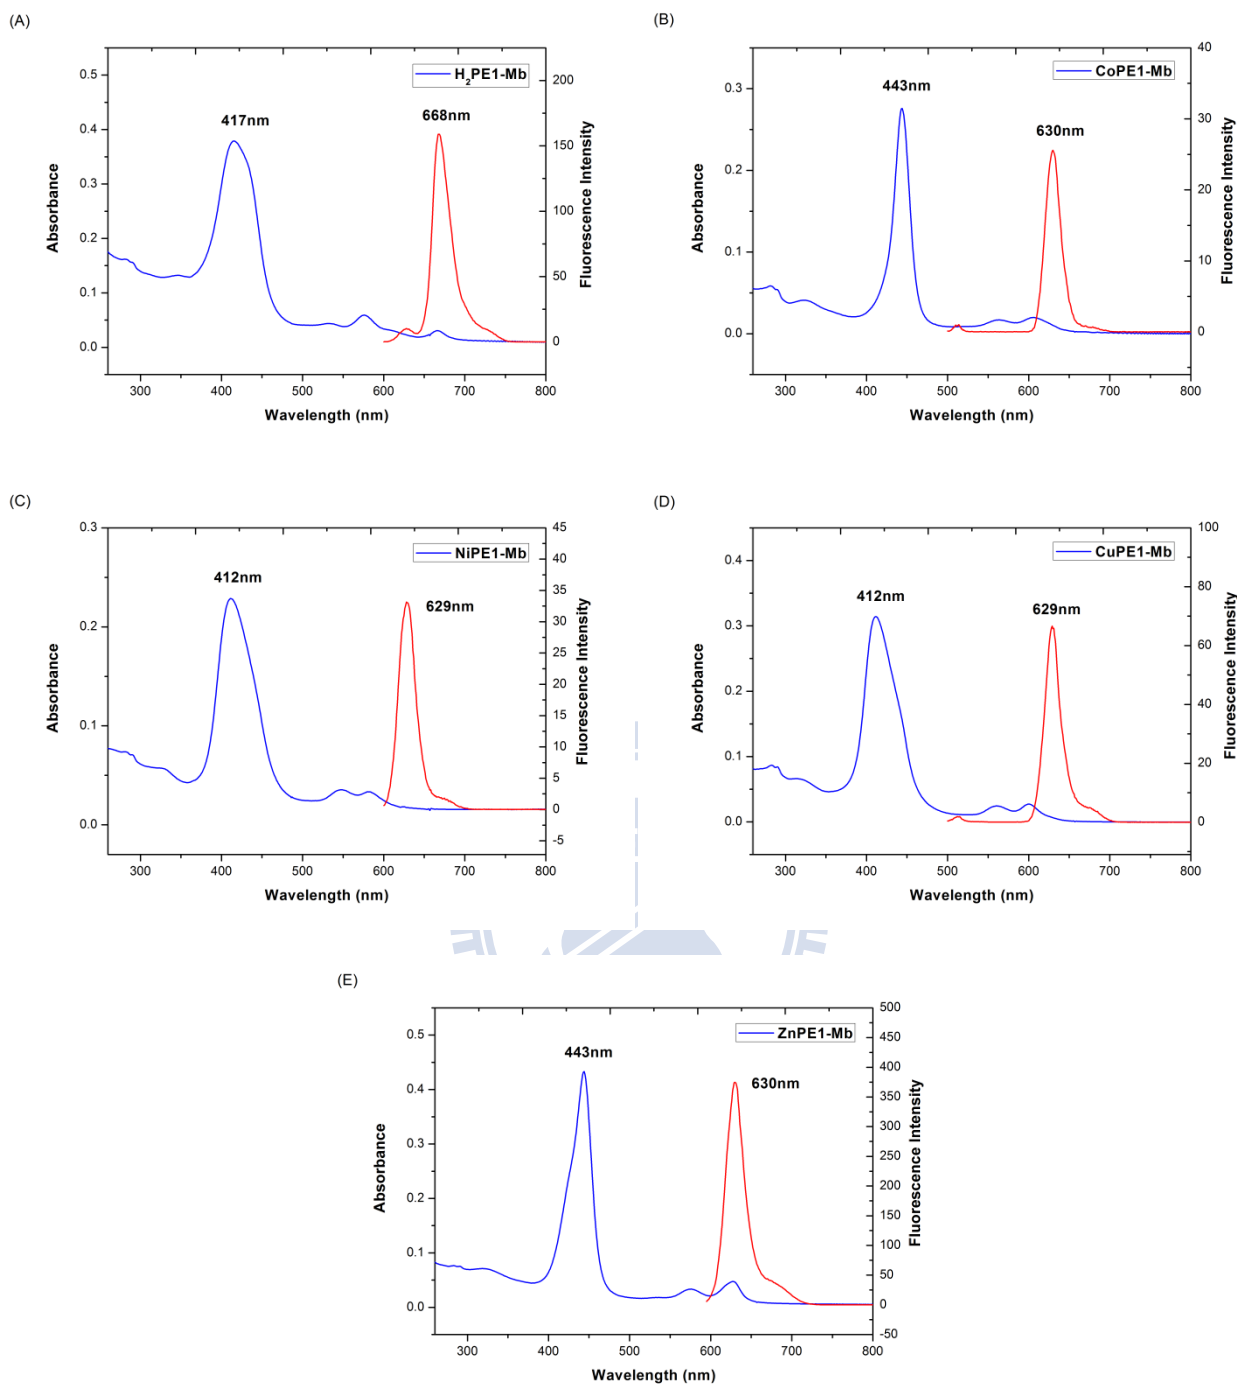 (A)
H₂PE1-Mb
417nm
668nm
Absorbance
0.5
0.4
0.3
0.2
0.1
0.0
Fluorescence Intensity
200
150
100
50
0
300 400 500 600 700 800
Wavelength (nm)
(B)
CoPE1-Mb
443nm
630nm
Absorbance
0.3
0.2
0.1
0.0
Fluorescence Intensity
40
30
20
10
0
300 400 500 600 700 800
Wavelength (nm)
(C)
NiPE1-Mb
412nm
629nm
Absorbance
0.3
0.2
0.1
0.0
Fluorescence Intensity
45
40
35
30
25
20
15
10
5
0
-5
300 400 500 600 700 800
Wavelength (nm)
(D)
CuPE1-Mb
412nm
629nm
Absorbance
0.4
0.3
0.2
0.1
0.0
Fluorescence Intensity
100
80
60
40
20
0
300 400 500 600 700 800
Wavelength (nm)
(E)
ZnPE1-Mb
443nm
630nm
Absorbance
0.5
0.4
0.3
0.2
0.1
0.0
Fluorescence Intensity
500
450
400
350
300
250
200
150
100
50
0
-50
300 400 500 600 700 800
Wavelength (nm)